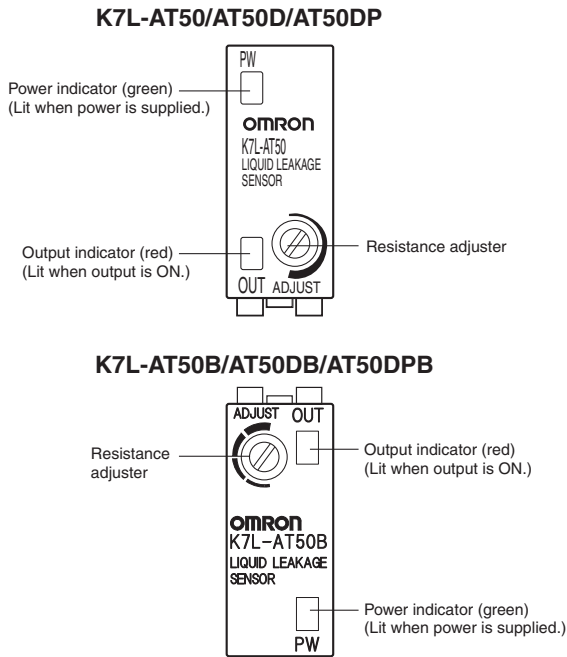 K7L-AT50/AT50D/AT50DP
PW
Power indicator (green)
(Lit when power is supplied.)
OMRON
K7L-AT50
LIQUID LEAKAGE
SENSOR
Output indicator (red)
(Lit when output is ON.)
Resistance adjuster
OUT ADJUST
K7L-AT50B/AT50DB/AT50DPB
ADJUST OUT
Resistance
adjuster
Output indicator (red)
(Lit when output is ON.)
OMRON
K7L-AT50B
LIQUID LEAKAGE
SENSOR
Power indicator (green)
(Lit when power is supplied.)
PW